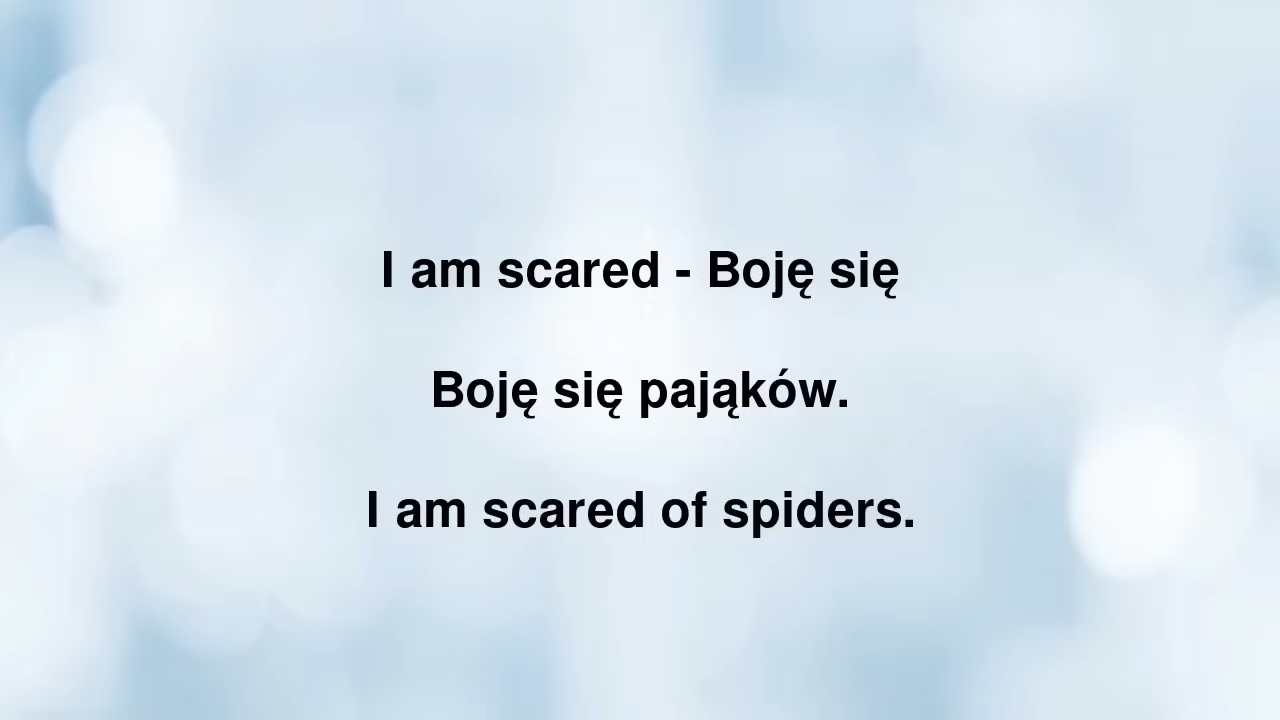 I am scared - Boję się
Boję się pająków.
I am scared of spiders.